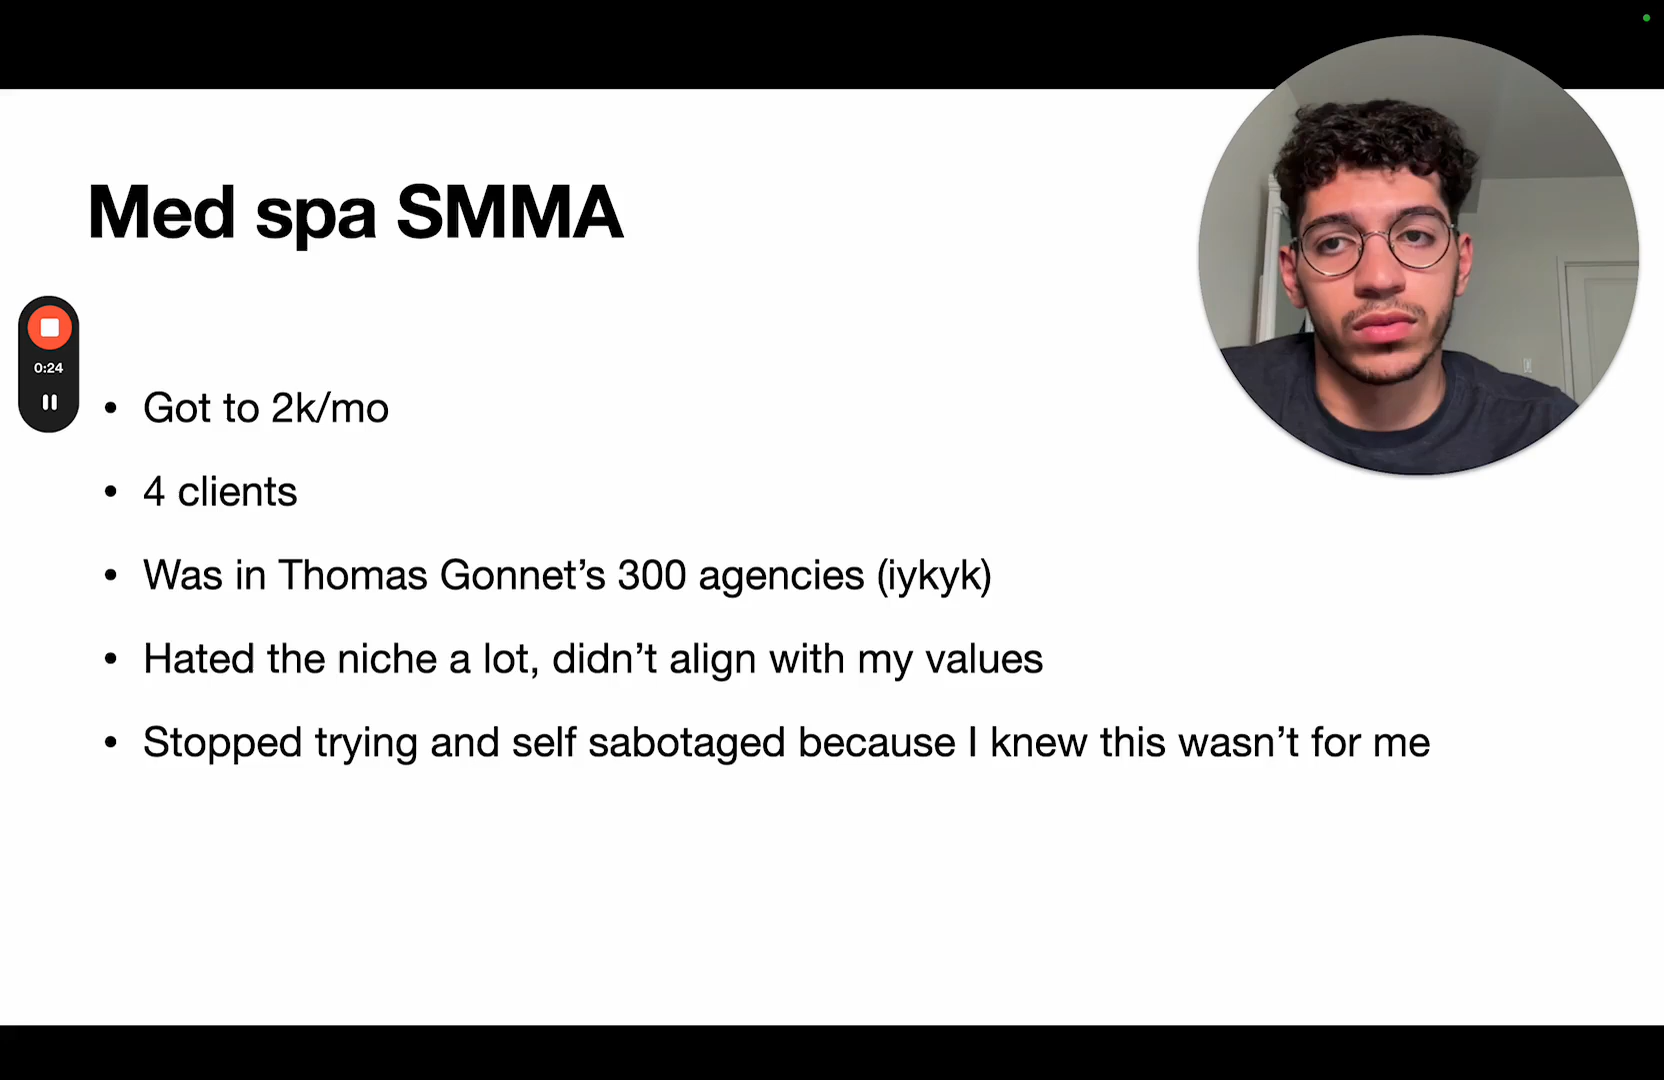 Med spa SMMA
0:24
• Got to 2k/mo
• 4 clients
• Was in Thomas Gonnet’s 300 agencies (iykyk)
• Hated the niche a lot, didn’t align with my values
• Stopped trying and self sabotaged because I knew this wasn’t for me